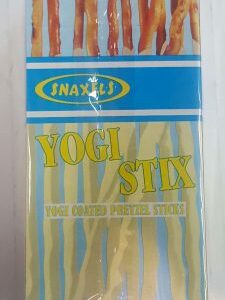 SNAXELS
YOGI
STIX
YOGI COATED PRETZEL STICKS